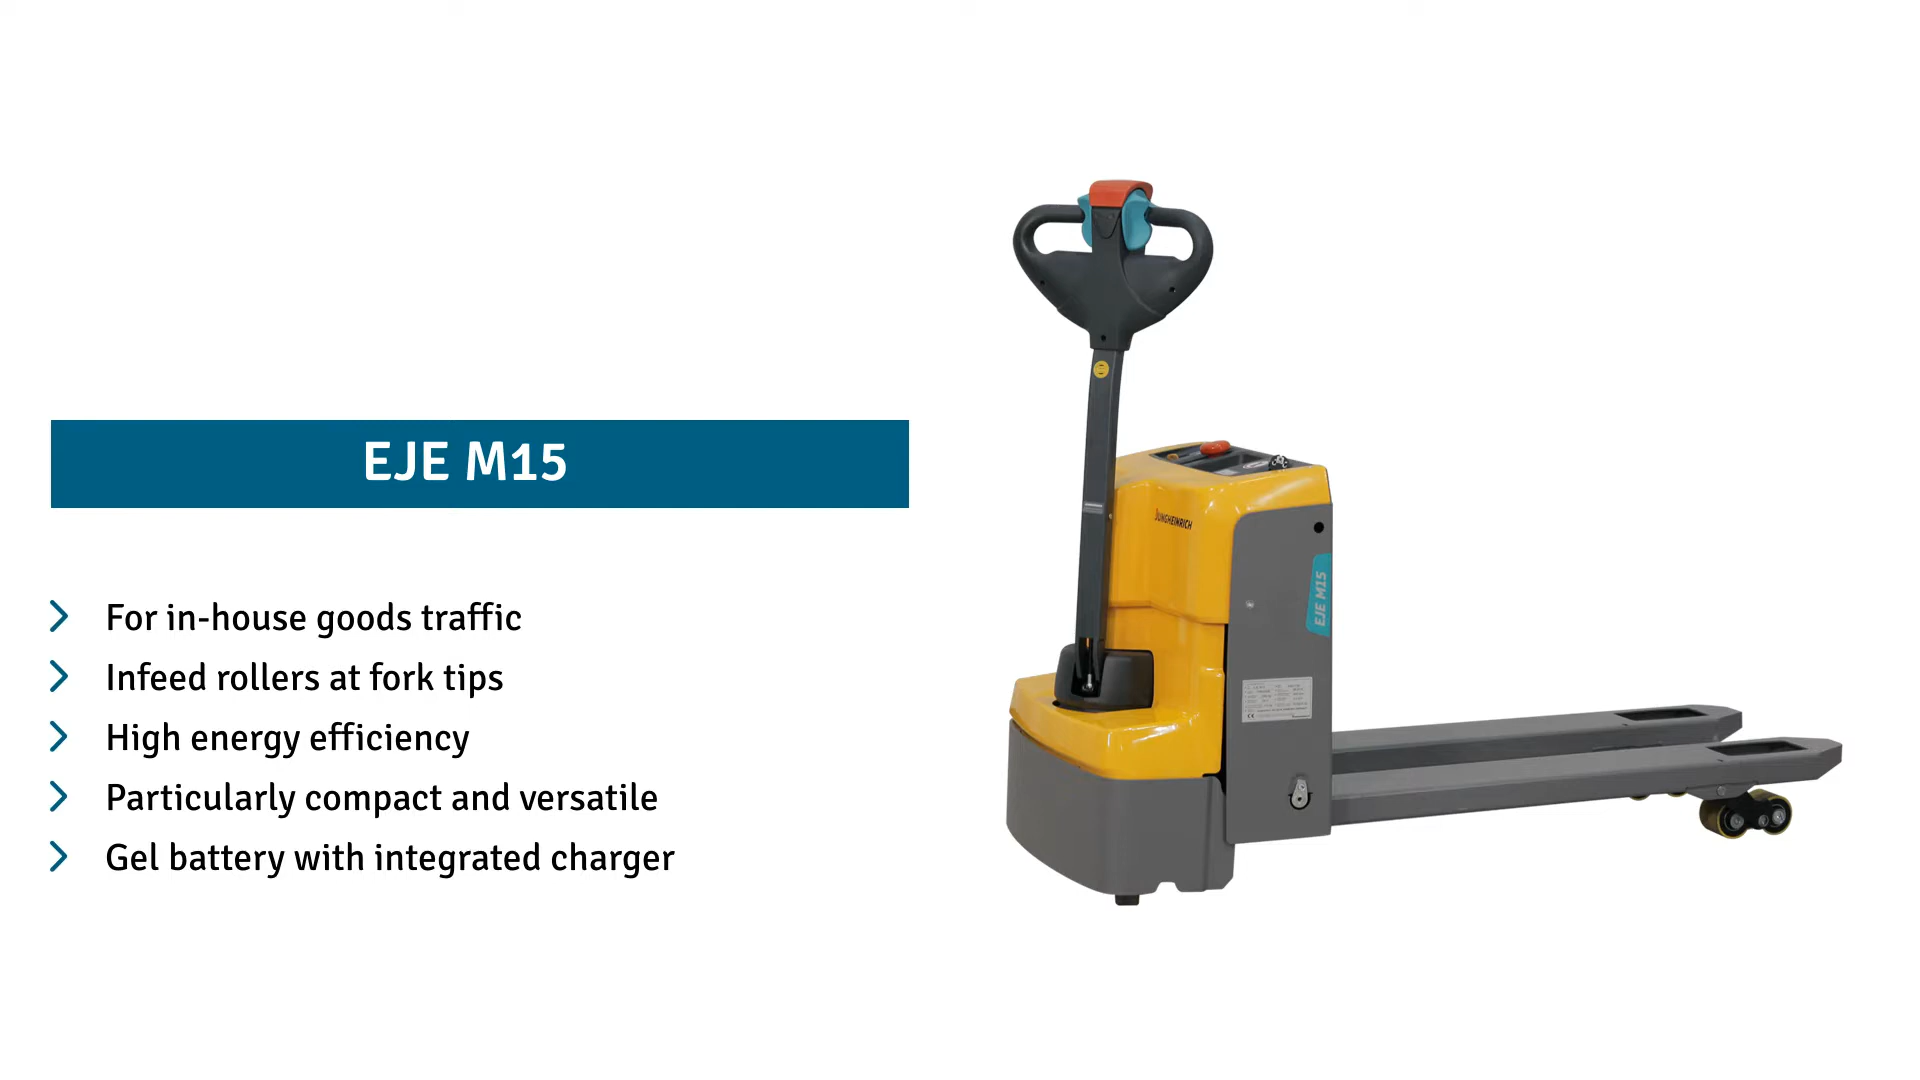 EJE M15
For in-house goods traffic
Infeed rollers at fork tips
High energy efficiency
Particularly compact and versatile
Gel battery with integrated charger
JUNGHEINRICH
EJE M15